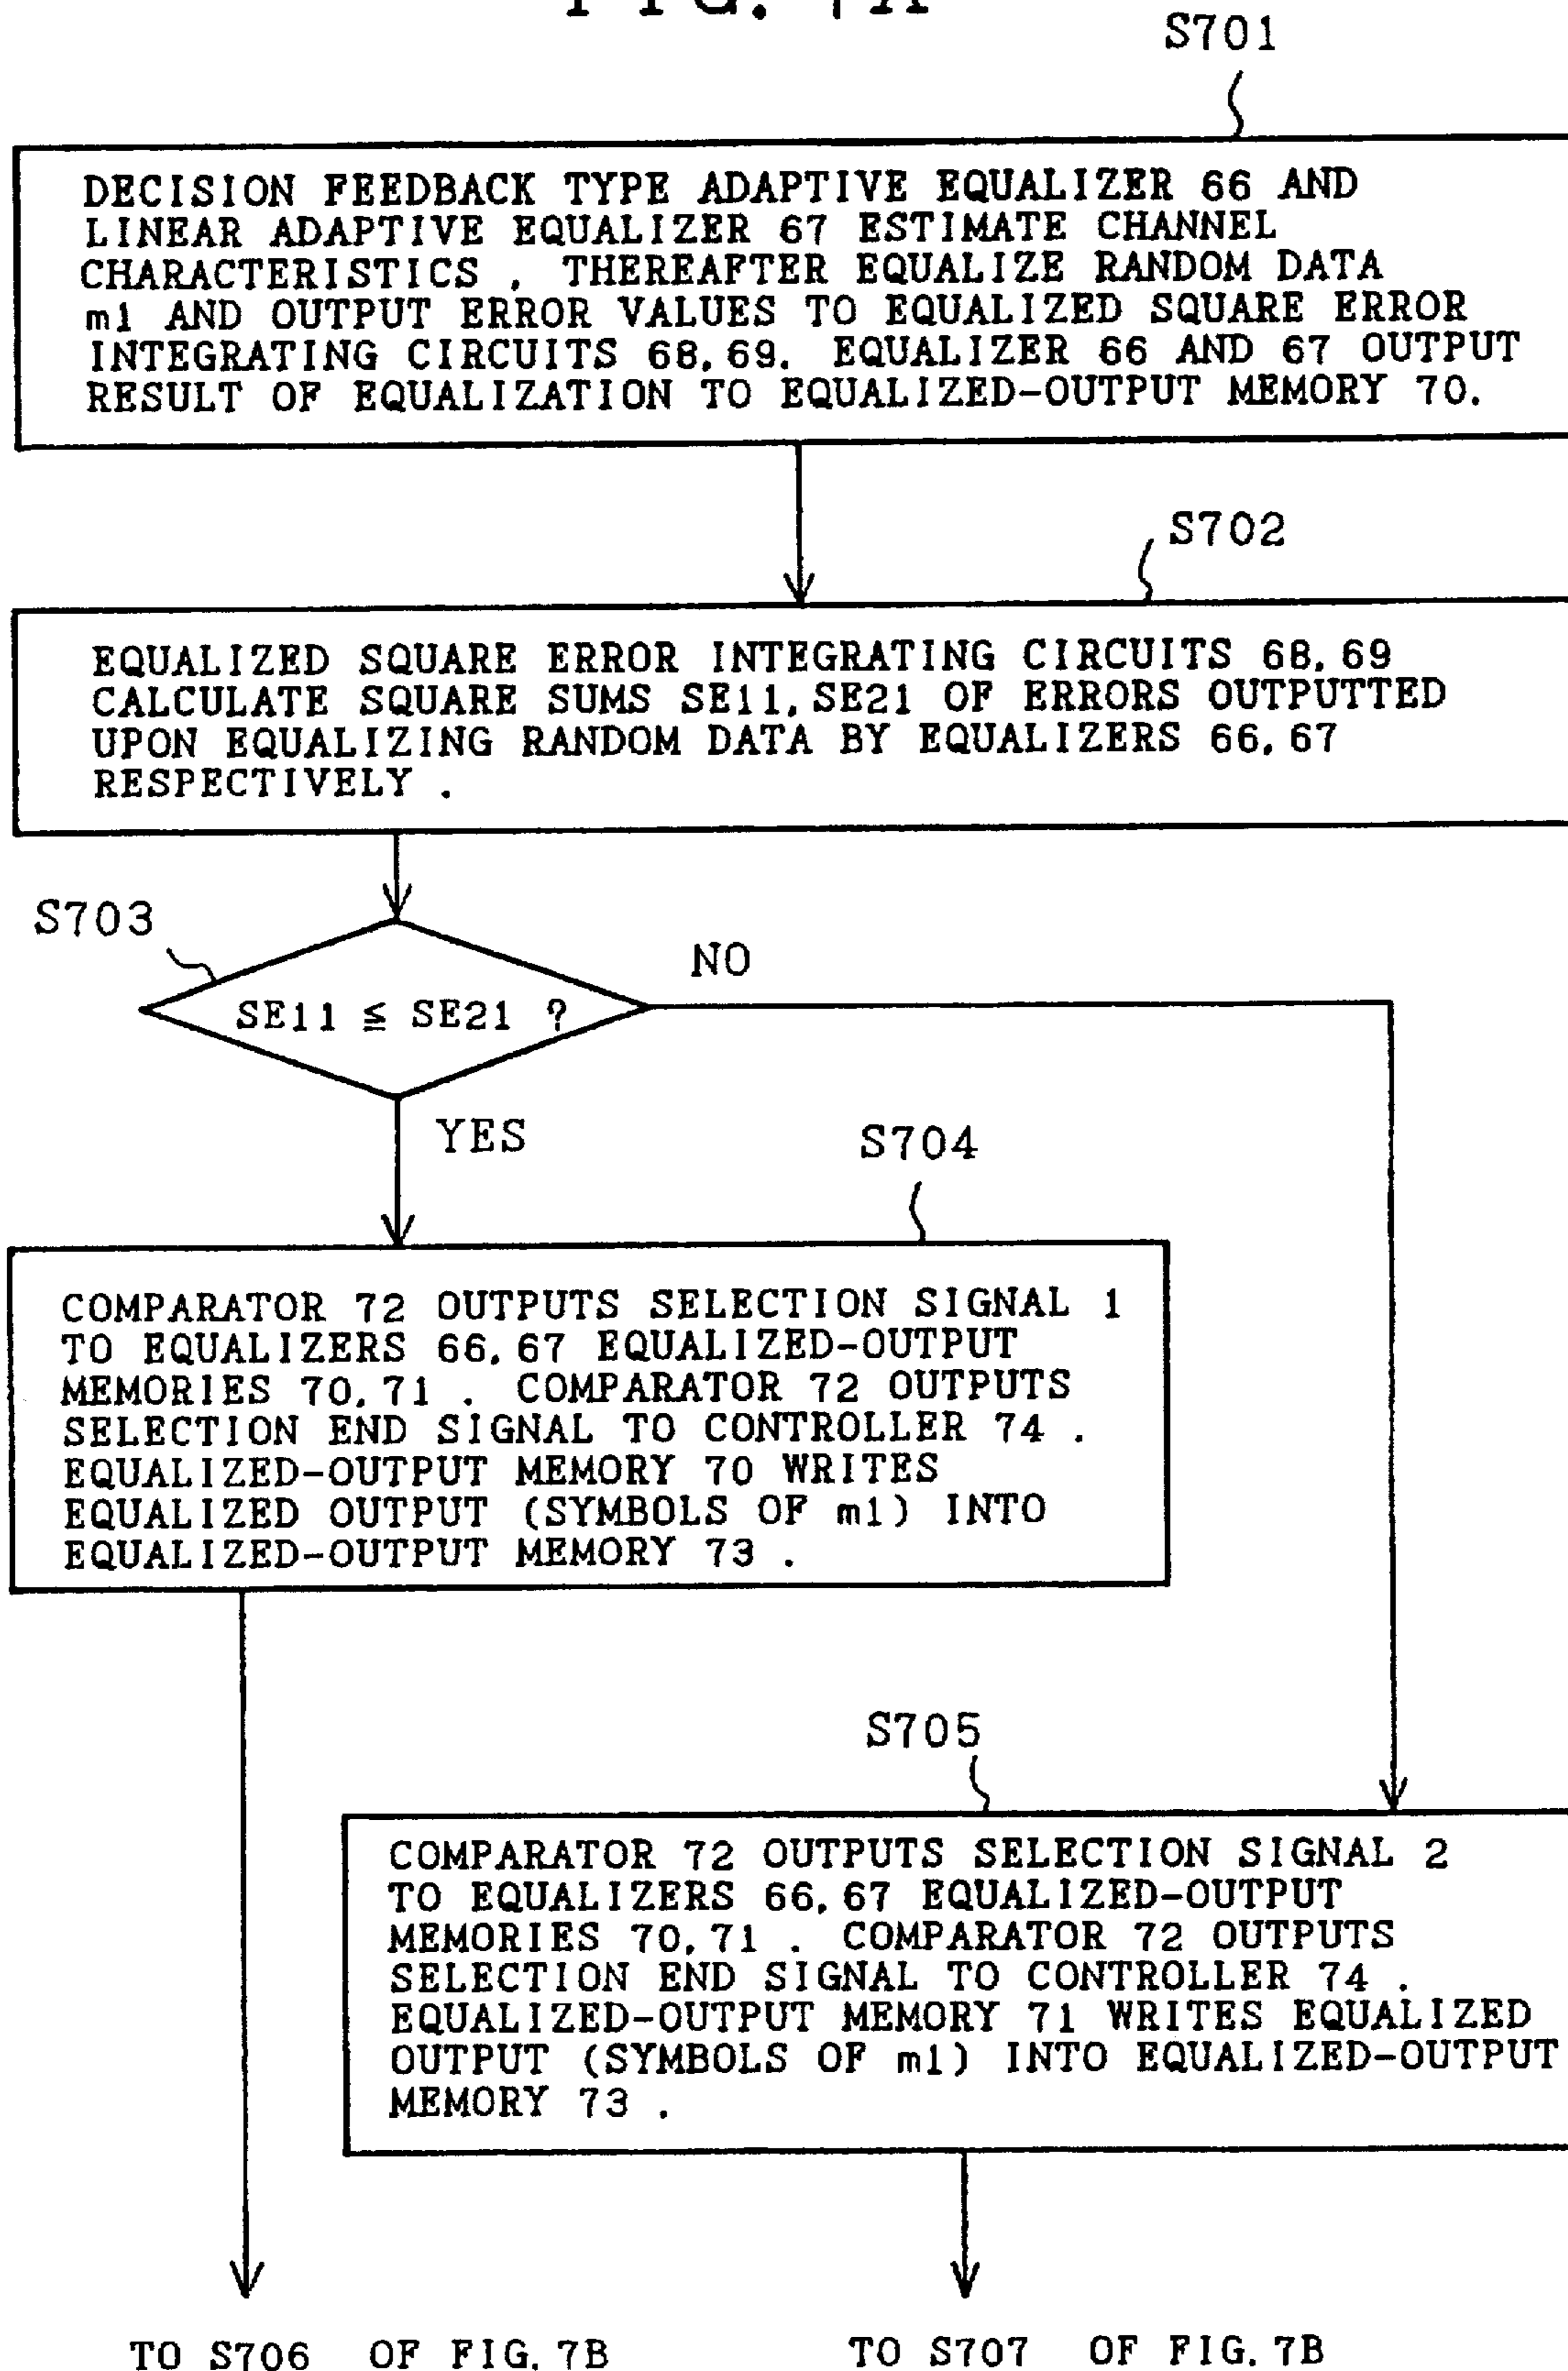 FIG. 7A
S701
DECISION FEEDBACK TYPE ADAPTIVE EQUALIZER 66 AND
LINEAR ADAPTIVE EQUALIZER 67 ESTIMATE CHANNEL
CHARACTERISTICS . THEREAFTER EQUALIZE RANDOM DATA
m1 AND OUTPUT ERROR VALUES TO EQUALIZED SQUARE ERROR
INTEGRATING CIRCUITS 68, 69. EQUALIZER 66 AND 67 OUTPUT
RESULT OF EQUALIZATION TO EQUALIZED-OUTPUT MEMORY 70.
S702
EQUALIZED SQUARE ERROR INTEGRATING CIRCUITS 68, 69
CALCULATE SQUARE SUMS SE11, SE21 OF ERRORS OUTPUTTED
UPON EQUALIZING RANDOM DATA BY EQUALIZERS 66, 67
RESPECTIVELY .
S703
NO
SE11 ≦ SE21 ?
YES
S704
COMPARATOR 72 OUTPUTS SELECTION SIGNAL 1
TO EQUALIZERS 66, 67 EQUALIZED-OUTPUT
MEMORIES 70, 71 . COMPARATOR 72 OUTPUTS
SELECTION END SIGNAL TO CONTROLLER 74 .
EQUALIZED-OUTPUT MEMORY 70 WRITES
EQUALIZED OUTPUT (SYMBOLS OF m1) INTO
EQUALIZED-OUTPUT MEMORY 73 .
S705
COMPARATOR 72 OUTPUTS SELECTION SIGNAL 2
TO EQUALIZERS 66, 67 EQUALIZED-OUTPUT
MEMORIES 70, 71 . COMPARATOR 72 OUTPUTS
SELECTION END SIGNAL TO CONTROLLER 74 .
EQUALIZED-OUTPUT MEMORY 71 WRITES EQUALIZED
OUTPUT (SYMBOLS OF m1) INTO EQUALIZED-OUTPUT
MEMORY 73 .
TO S706 OF FIG. 7B
TO S707 OF FIG. 7B